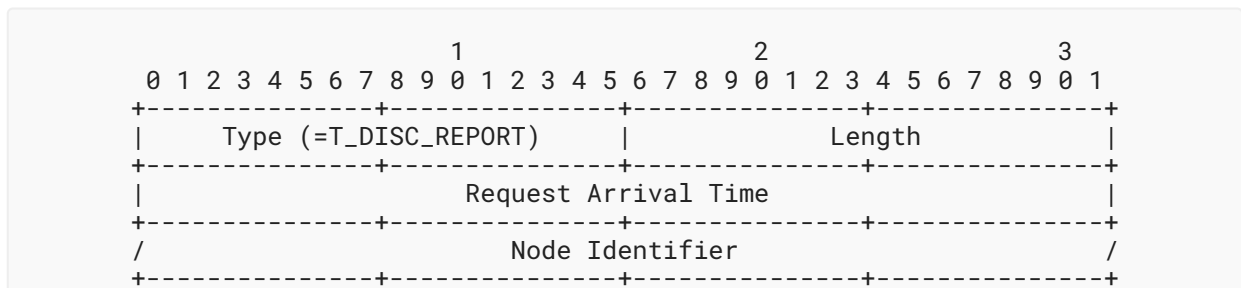 1                   2                   3
 0 1 2 3 4 5 6 7 8 9 0 1 2 3 4 5 6 7 8 9 0 1 2 3 4 5 6 7 8 9 0 1
+---------------+---------------+---------------+---------------+
|     Type (=T_DISC_REPORT)     |             Length            |
+---------------+---------------+---------------+---------------+
|                     Request Arrival Time                      |
+---------------+---------------+---------------+---------------+
/                        Node Identifier                        /
+---------------+---------------+---------------+---------------+